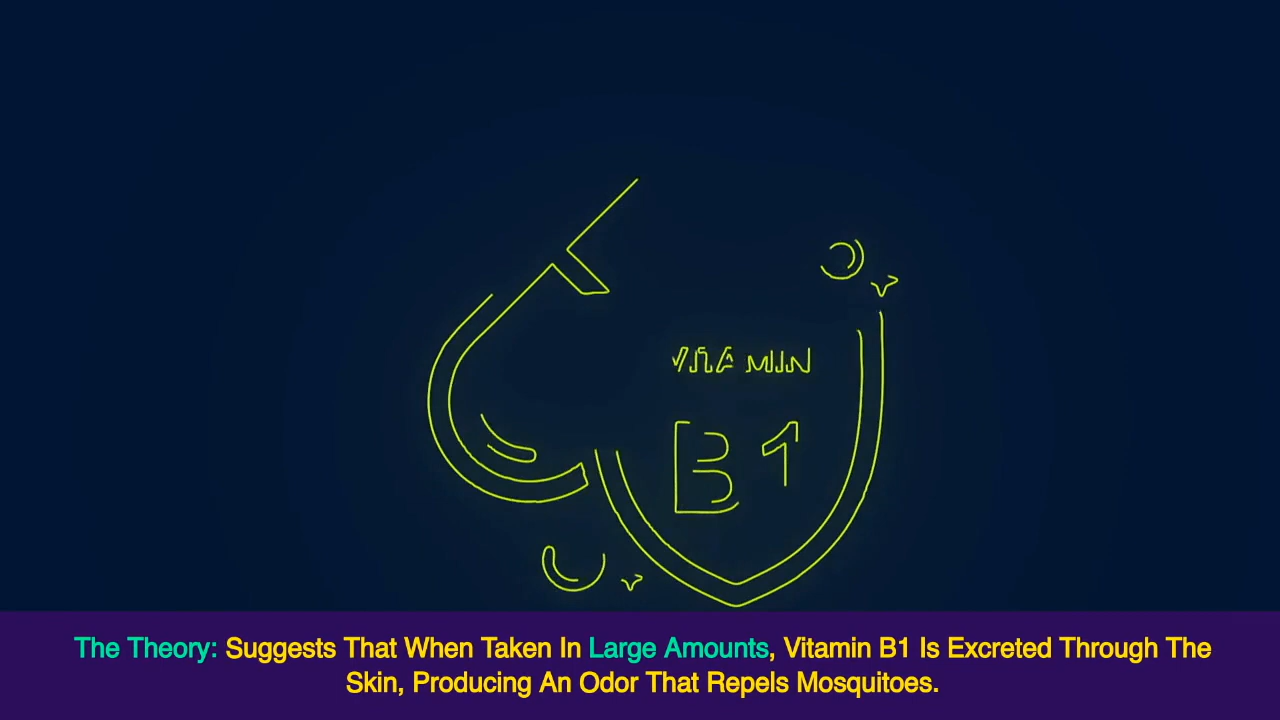 VITAMIN
B1
The Theory: Suggests That When Taken In Large Amounts, Vitamin B1 Is Excreted Through The
Skin, Producing An Odor That Repels Mosquitoes.